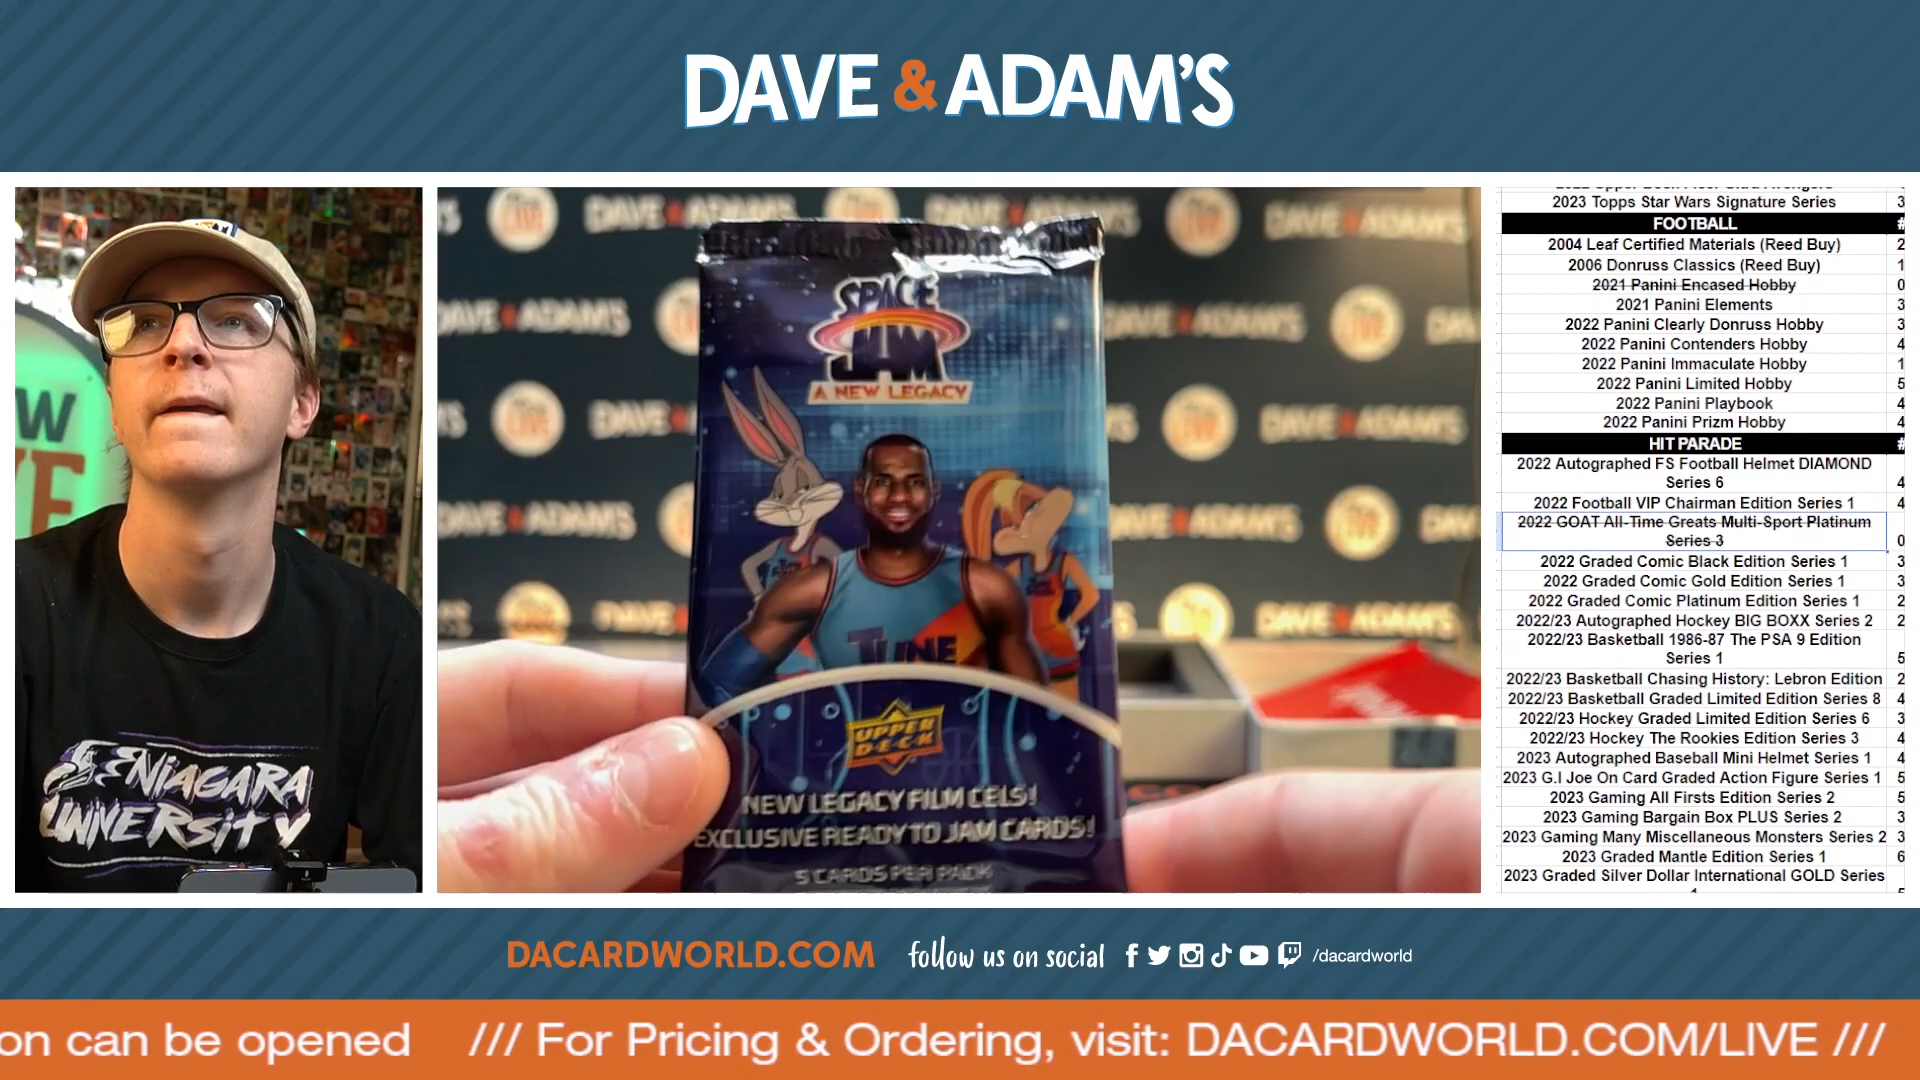 DAVE & ADAM'S
NIAGARA
UNIVERSITY
SPACE
JAM
A NEW LEGACY
TUNE
UPPER
DECK
NEW LEGACY FILM CELS!
EXCLUSIVE READY TO JAM CARDS!
5 CARDS PER PACK
2023 Topps Star Wars Signature Series 3
FOOTBALL #
2004 Leaf Certified Materials (Reed Buy) 2
2006 Donruss Classics (Reed Buy) 1
2021 Panini Encased Hobby 0
2021 Panini Elements 3
2022 Panini Clearly Donruss Hobby 3
2022 Panini Contenders Hobby 4
2022 Panini Immaculate Hobby 1
2022 Panini Limited Hobby 5
2022 Panini Playbook 4
2022 Panini Prizm Hobby 4
HIT PARADE #
2022 Autographed FS Football Helmet DIAMOND
Series 6 4
2022 Football VIP Chairman Edition Series 1 4
2022 GOAT All-Time Greats Multi-Sport Platinum
Series 3 0
2022 Graded Comic Black Edition Series 1 3
2022 Graded Comic Gold Edition Series 1 3
2022 Graded Comic Platinum Edition Series 1 2
2022/23 Autographed Hockey BIG BOXX Series 2 2
2022/23 Basketball 1986-87 The PSA 9 Edition
Series 1 5
2022/23 Basketball Chasing History: Lebron Edition 2
2022/23 Basketball Graded Limited Edition Series 8 4
2022/23 Hockey Graded Limited Edition Series 6 3
2022/23 Hockey The Rookies Edition Series 3 4
2023 Autographed Baseball Mini Helmet Series 1 4
2023 G.I Joe On Card Graded Action Figure Series 1 5
2023 Gaming All Firsts Edition Series 2 5
2023 Gaming Bargain Box PLUS Series 2 3
2023 Gaming Many Miscellaneous Monsters Series 2 3
2023 Graded Mantle Edition Series 1 6
2023 Graded Silver Dollar International GOLD Series
DACARDWORLD.COM follow us on social /dacardworld
on can be opened /// For Pricing & Ordering, visit: DACARDWORLD.COM/LIVE ///